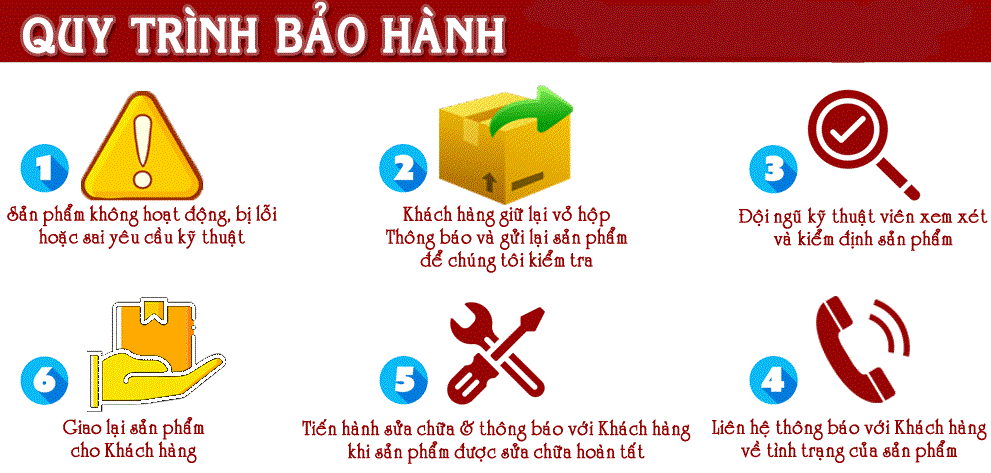 QUY TRÌNH BẢO HÀNH
1
Sản phẩm không hoạt động, bị lỗi
hoặc sai yêu cầu kỹ thuật
2
Khách hàng giữ lại vỏ hộp
Thông báo và gửi lại sản phẩm
để chúng tôi kiểm tra
3
Đội ngũ kỹ thuật viên xem xét
và kiểm định sản phẩm
4
Liên hệ thông báo với Khách hàng
về tình trạng của sản phẩm
5
Tiến hành sửa chữa & thông báo với Khách hàng
khi sản phẩm được sửa chữa hoàn tất
6
Giao lại sản phẩm
cho Khách hàng